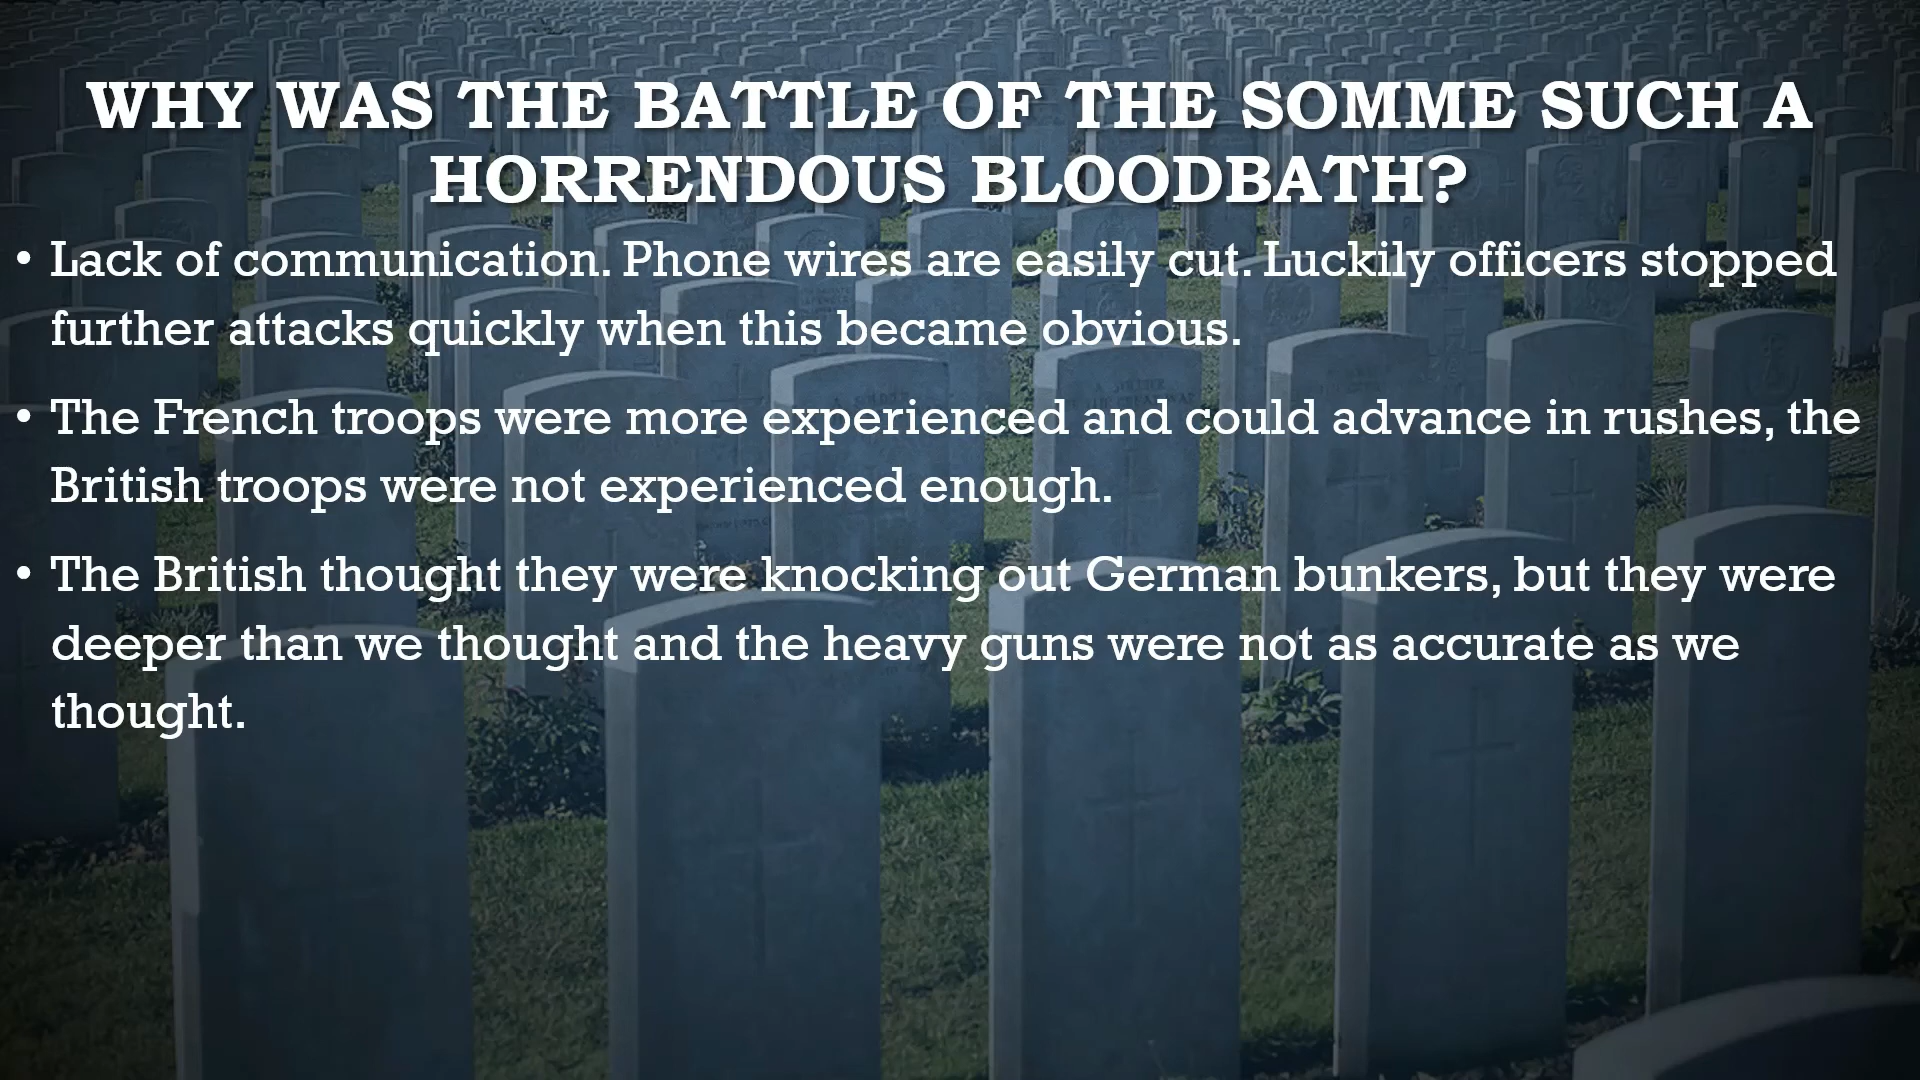 WHY WAS THE BATTLE OF THE SOMME SUCH A
HORRENDOUS BLOODBATH?
• Lack of communication. Phone wires are easily cut. Luckily officers stopped
further attacks quickly when this became obvious.
• The French troops were more experienced and could advance in rushes, the
British troops were not experienced enough.
• The British thought they were knocking out German bunkers, but they were
deeper than we thought and the heavy guns were not as accurate as we
thought.